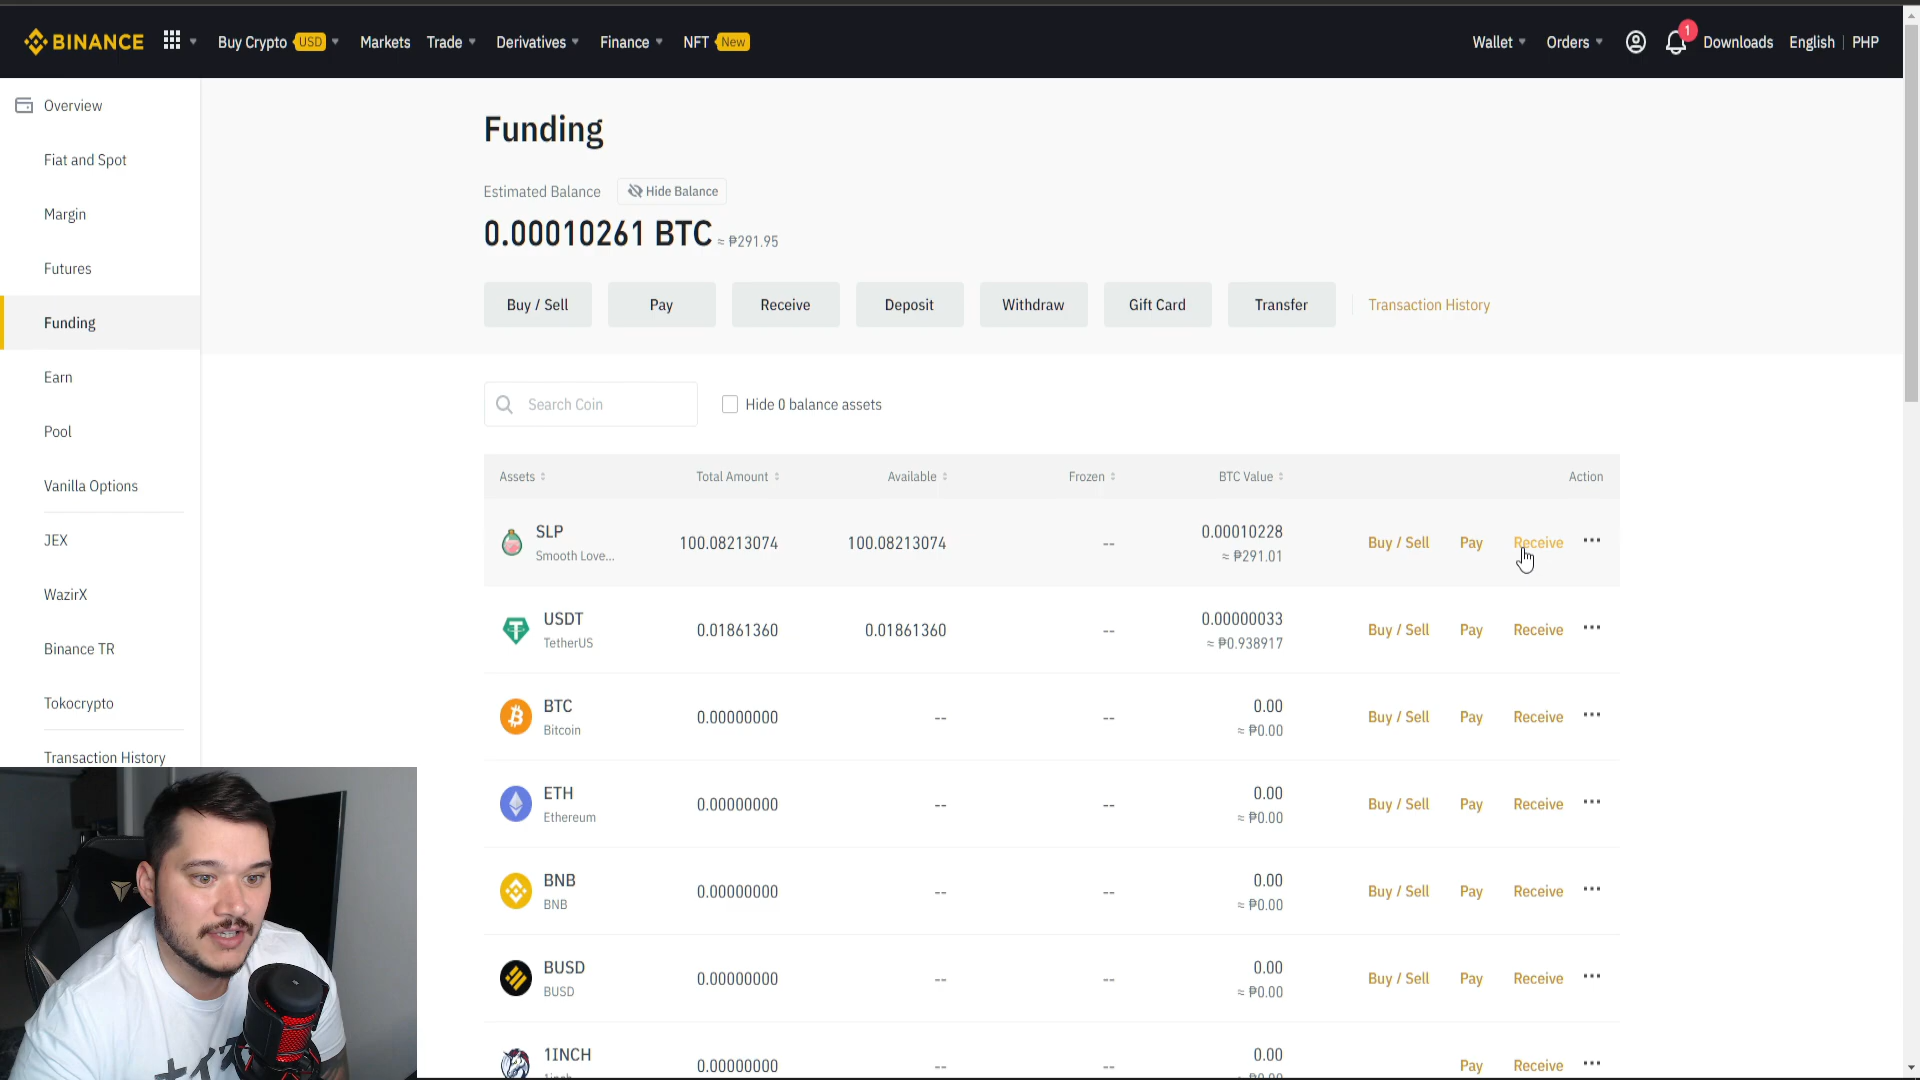 BINANCE Buy Crypto USD Markets Trade Derivatives Finance NFT New Wallet Orders 1 Downloads English | PHP
Overview
Fiat and Spot
Margin
Futures
Funding
Earn
Pool
Vanilla Options
JEX
WazirX
Binance TR
Tokocrypto
Transaction History
Funding
Estimated Balance Hide Balance
0.00010261 BTC ≈ ₱291.95
Buy / Sell Pay Receive Deposit Withdraw Gift Card Transfer Transaction History
Search Coin Hide 0 balance assets
Assets Total Amount Available Frozen BTC Value Action
SLP 0.00010228
100.08213074 100.08213074 -- Buy / Sell Pay Receive ...
Smooth Love... ≈ ₱291.01
USDT 0.00000033
0.01861360 0.01861360 -- Buy / Sell Pay Receive ...
TetherUS ≈ ₱0.938917
BTC 0.00
0.00000000 -- -- Buy / Sell Pay Receive ...
Bitcoin ≈ ₱0.00
ETH 0.00
0.00000000 -- -- Buy / Sell Pay Receive ...
Ethereum ≈ ₱0.00
BNB 0.00
0.00000000 -- -- Buy / Sell Pay Receive ...
BNB ≈ ₱0.00
BUSD 0.00
0.00000000 -- -- Buy / Sell Pay Receive ...
BUSD ≈ ₱0.00
1INCH 0.00
0.00000000 -- -- Pay Receive ...